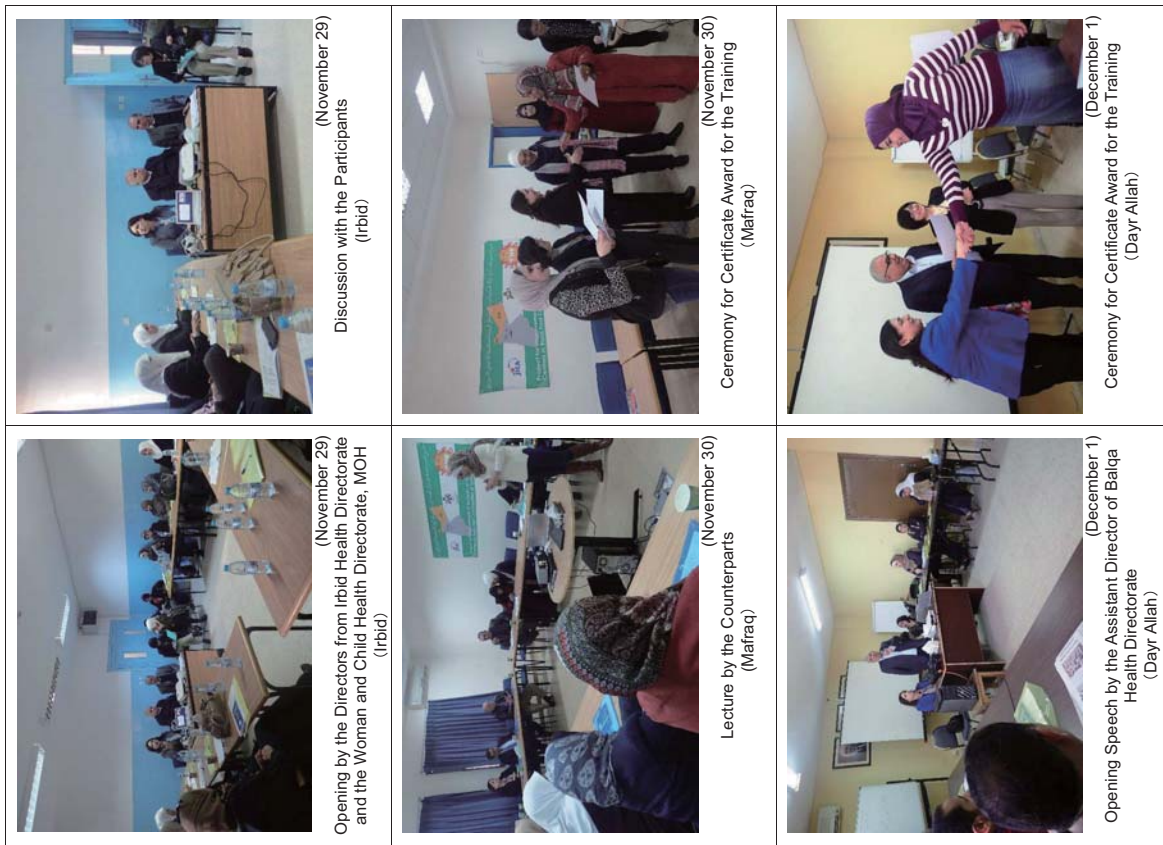 (November 29)
Opening by the Directors from Irbid Health Directorate
and the Woman and Child Health Directorate, MOH
(Irbid)
(November 29)
Discussion with the Participants
(Irbid)
(November 30)
Lecture by the Counterparts
(Mafraq)
(November 30)
Ceremony for Certificate Award for the Training
(Mafraq)
(December 1)
Opening Speech by the Assistant Director of Balqa
Health Directorate
(Dayr Allah)
(December 1)
Ceremony for Certificate Award for the Training
(Dayr Allah)